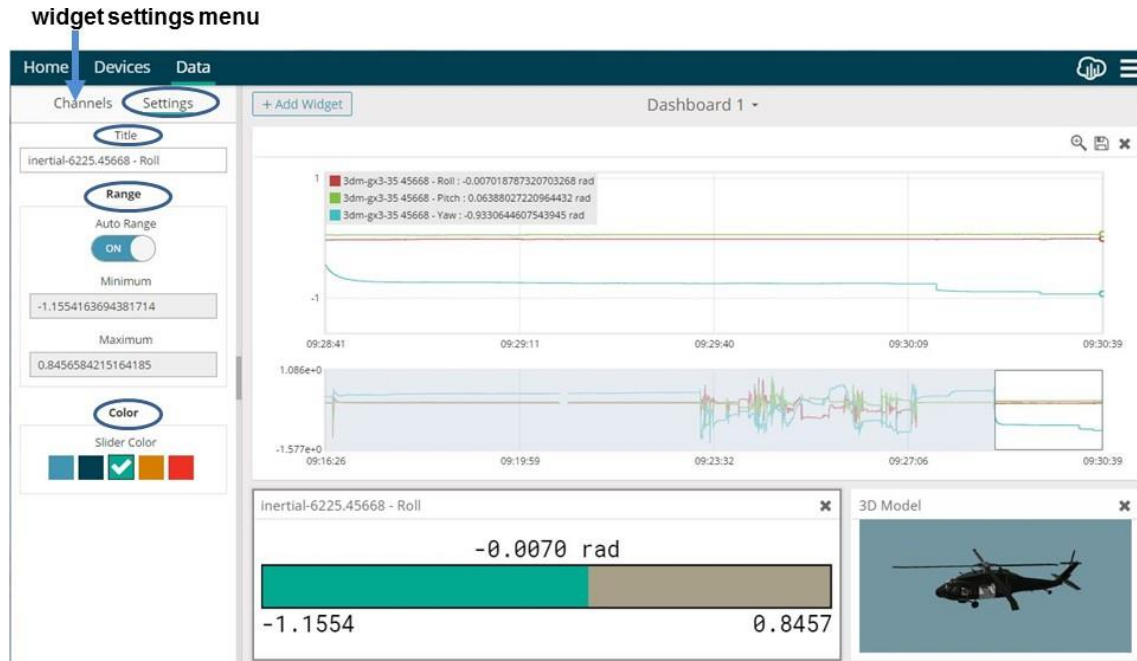 widget settings menu
Home Devices Data
Channels Settings
Title
inertial-6225.45668 - Roll
Range
Auto Range
ON
Minimum
-1.1554163694381714
Maximum
0.8456584215164185
Color
Slider Color
+ Add Widget
Dashboard 1
1
3dm-gx3-35 45668 - Roll : -0.007018787320703268 rad
3dm-gx3-35 45668 - Pitch : 0.06388027220964432 rad
3dm-gx3-35 45668 - Yaw : -0.9330644607543945 rad
-1
09:28:41 09:29:11 09:29:40 09:30:09 09:30:39
1.086e+0
-1.577e+0
09:16:26 09:19:59 09:23:32 09:27:06 09:30:39
inertial-6225.45668 - Roll
-0.0070 rad
-1.1554 0.8457
3D Model